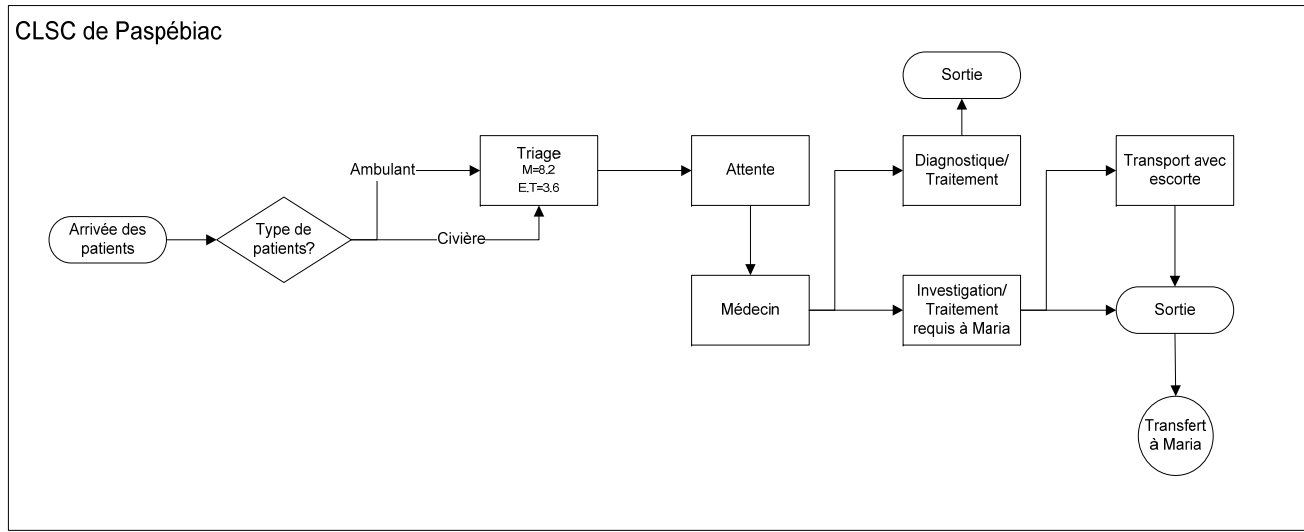 CLSC de Paspébiac
Arrivée des
patients
Type de
patients?
Ambulant
Civière
Triage
M=8.2
E.T=3.6
Attente
Médecin
Sortie
Diagnostique/
Traitement
Investigation/
Traitement
requis à Maria
Transport avec
escorte
Sortie
Transfert
à Maria